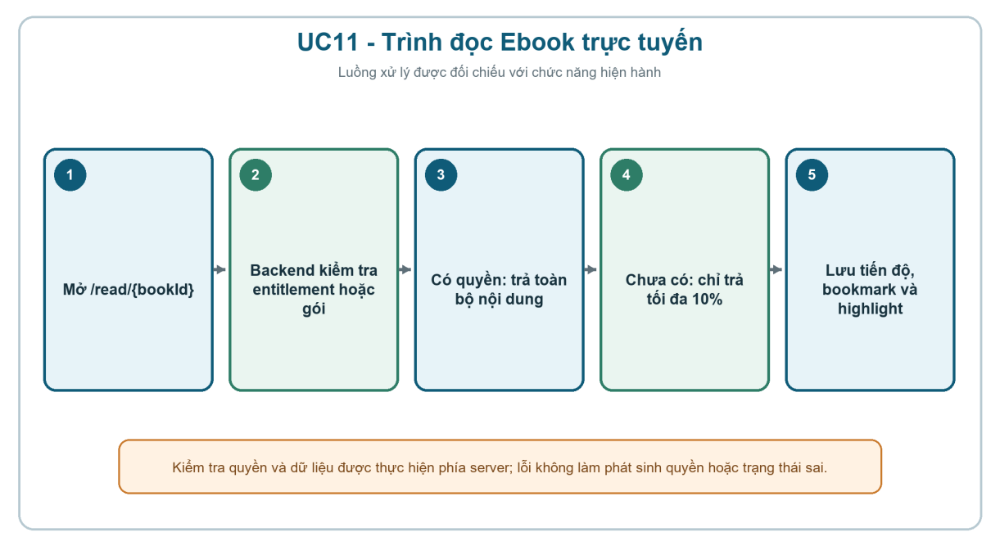 UC11 - Trình đọc Ebook trực tuyến
Luồng xử lý được đối chiếu với chức năng hiện hành
1
Mở /read/{bookId}
2
Backend kiểm tra
entitlement hoặc
gói
3
Có quyền: trả toàn
bộ nội dung
4
Chưa có: chỉ trả
tối đa 10%
5
Lưu tiến độ,
bookmark và
highlight
Kiểm tra quyền và dữ liệu được thực hiện phía server; lỗi không làm phát sinh quyền hoặc trạng thái sai.